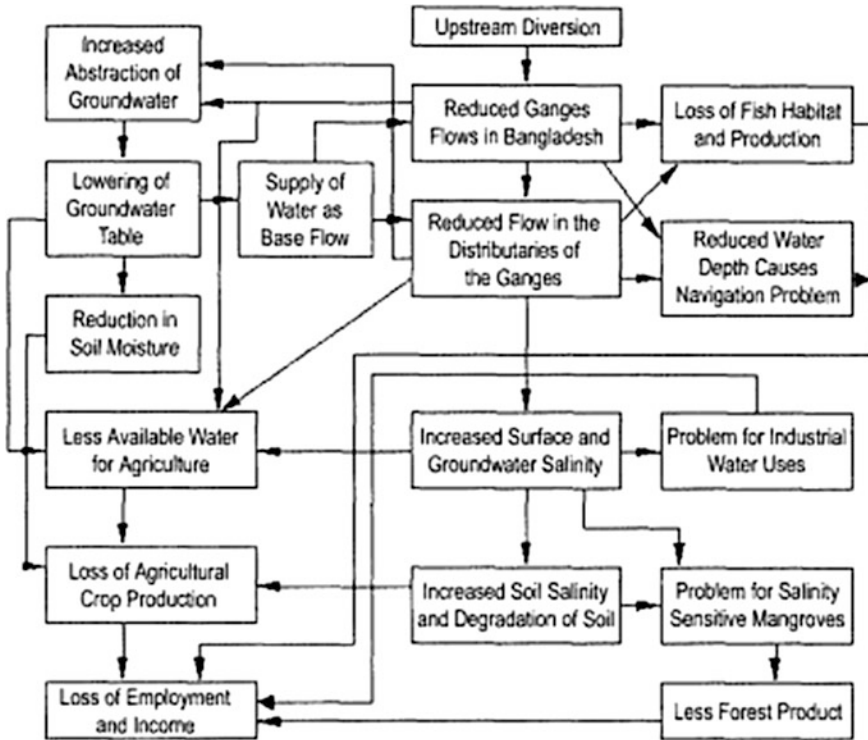 Upstream Diversion
Increased
Abstraction of
Groundwater
Reduced Ganges
Flows in Bangladesh
Loss of Fish Habitat
and Production
Lowering of
Groundwater
Table
Supply of
Water as
Base Flow
Reduced Flow in the
Distributaries of
the Ganges
Reduced Water
Depth Causes
Navigation Problem
Reduction in
Soil Moisture
Less Available Water
for Agriculture
Increased Surface and
Groundwater Salinity
Problem for Industrial
Water Uses
Loss of Agricultural
Crop Production
Increased Soil Salinity
and Degradation of Soil
Problem for Salinity
Sensitive Mangroves
Loss of Employment
and Income
Less Forest Product